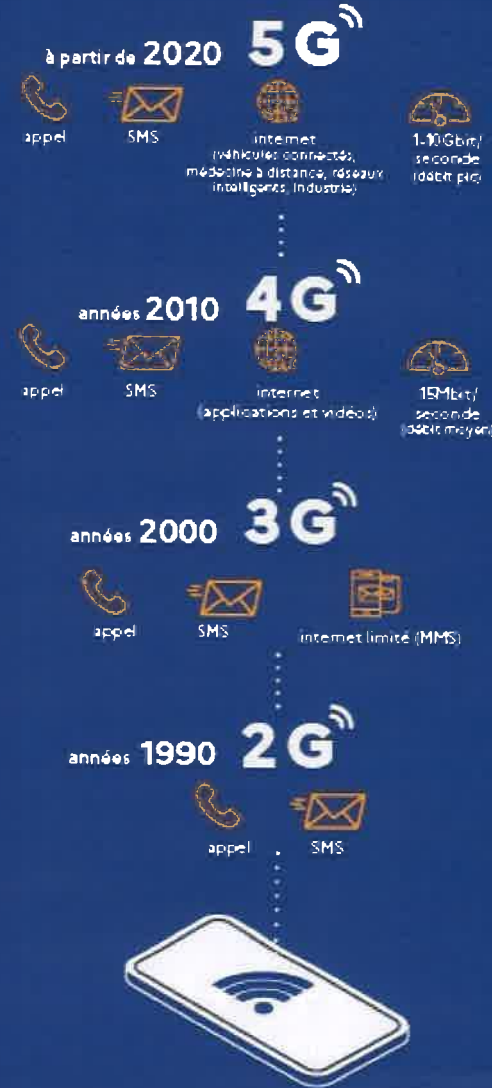 à partir de 2020 5G
appel
SMS
internet
(véhicules connectés,
médecine à distance, réseaux
intelligents, industrie)
1-10Gbit/
seconde
(débit pic)
années 2010 4G
appel
SMS
internet
(applications et vidéos)
15Mbit/
seconde
(débit moyen)
années 2000 3G
appel
SMS
internet limité (MMS)
années 1990 2G
appel
SMS